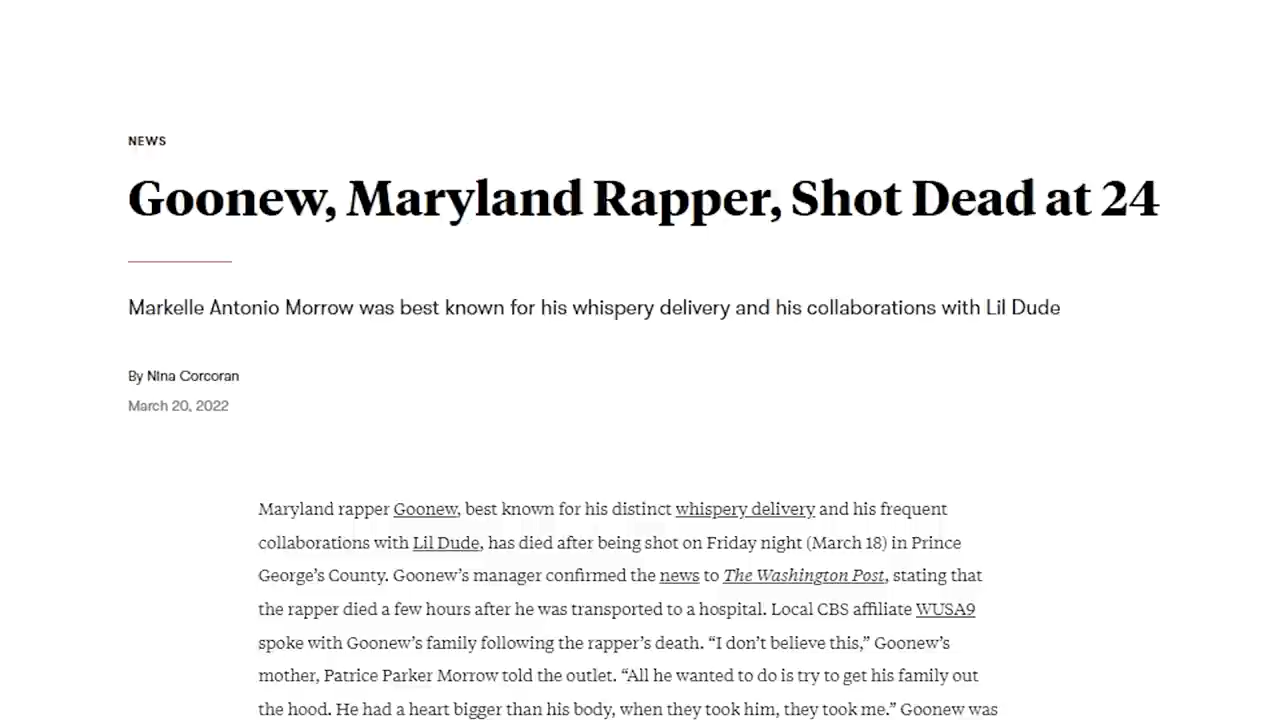 NEWS
Goonew, Maryland Rapper, Shot Dead at 24
Markelle Antonio Morrow was best known for his whispery delivery and his collaborations with Lil Dude
By Nina Corcoran
March 20, 2022
Maryland rapper Goonew, best known for his distinct whispery delivery and his frequent
collaborations with Lil Dude, has died after being shot on Friday night (March 18) in Prince
George’s County. Goonew’s manager confirmed the news to The Washington Post, stating that
the rapper died a few hours after he was transported to a hospital. Local CBS affiliate WUSA9
spoke with Goonew’s family following the rapper’s death. “I don’t believe this,” Goonew’s
mother, Patrice Parker Morrow told the outlet. “All he wanted to do is try to get his family out
the hood. He had a heart bigger than his body, when they took him, they took me.” Goonew was